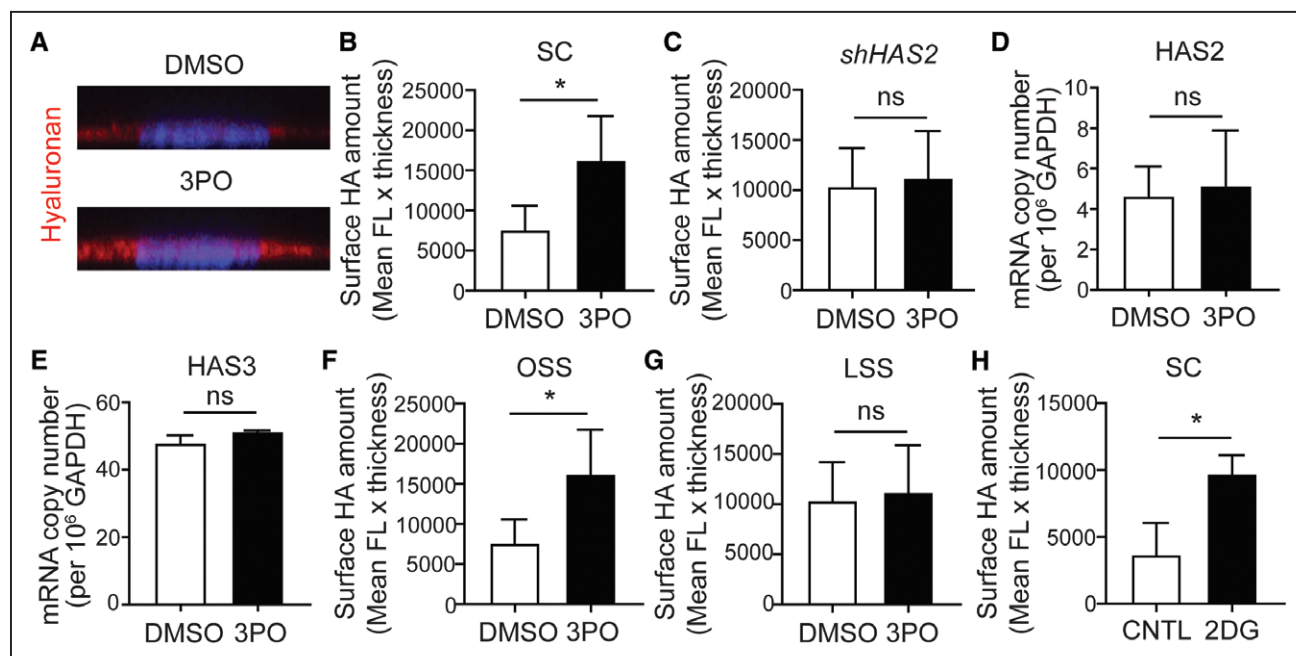 A
DMSO
Hyaluronan
3PO
B
SC
Surface HA amount
(Mean FL x thickness)
25000
20000
15000
10000
5000
0
*
DMSO 3PO
C
shHAS2
Surface HA amount
(Mean FL x thickness)
20000
15000
10000
5000
0
ns
DMSO 3PO
D
HAS2
mRNA copy number
(per 10⁶ GAPDH)
10
8
6
4
2
0
ns
DMSO 3PO
E
HAS3
mRNA copy number
(per 10⁶ GAPDH)
60
40
20
0
ns
DMSO 3PO
F
OSS
Surface HA amount
(Mean FL x thickness)
25000
20000
15000
10000
5000
0
*
DMSO 3PO
G
LSS
Surface HA amount
(Mean FL x thickness)
20000
15000
10000
5000
0
ns
DMSO 3PO
H
SC
Surface HA amount
(Mean FL x thickness)
15000
10000
5000
0
*
CNTL 2DG